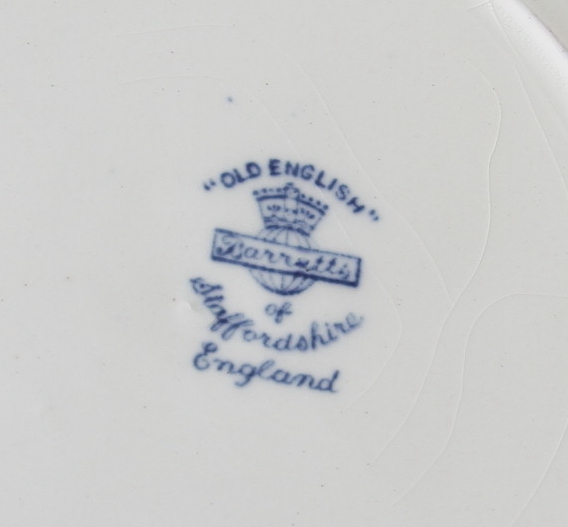 "OLD ENGLISH"
Barratts
of
Staffordshire
England